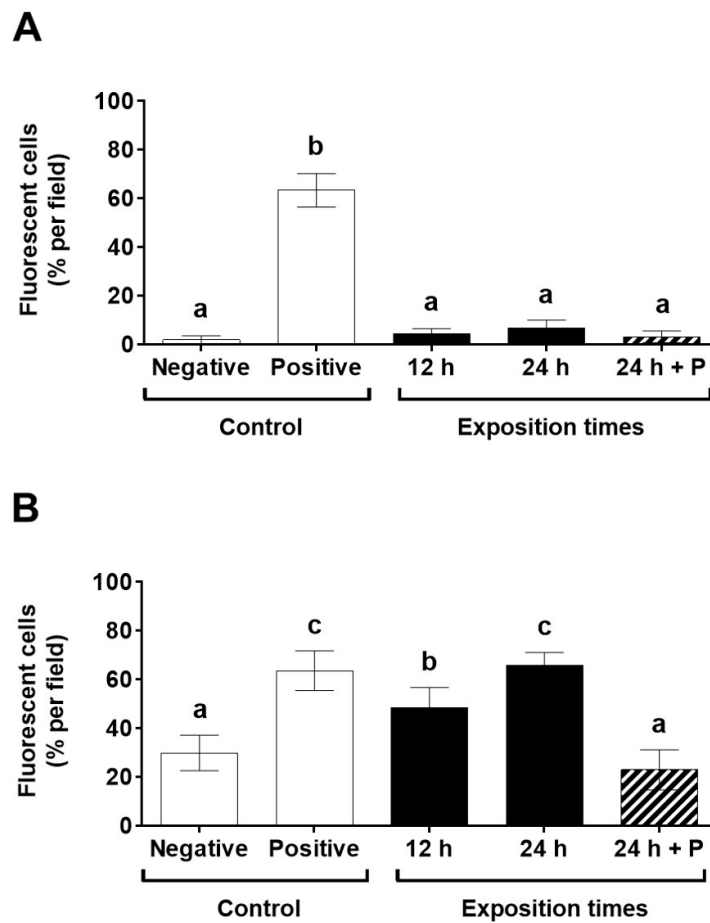 A
Fluorescent cells
(% per field)
100
80
60
40
20
0
a
b
a
a
a
Negative
Positive
12 h
24 h
24 h + P
Control
Exposition times
B
Fluorescent cells
(% per field)
100
80
60
40
20
0
a
c
b
c
a
Negative
Positive
12 h
24 h
24 h + P
Control
Exposition times